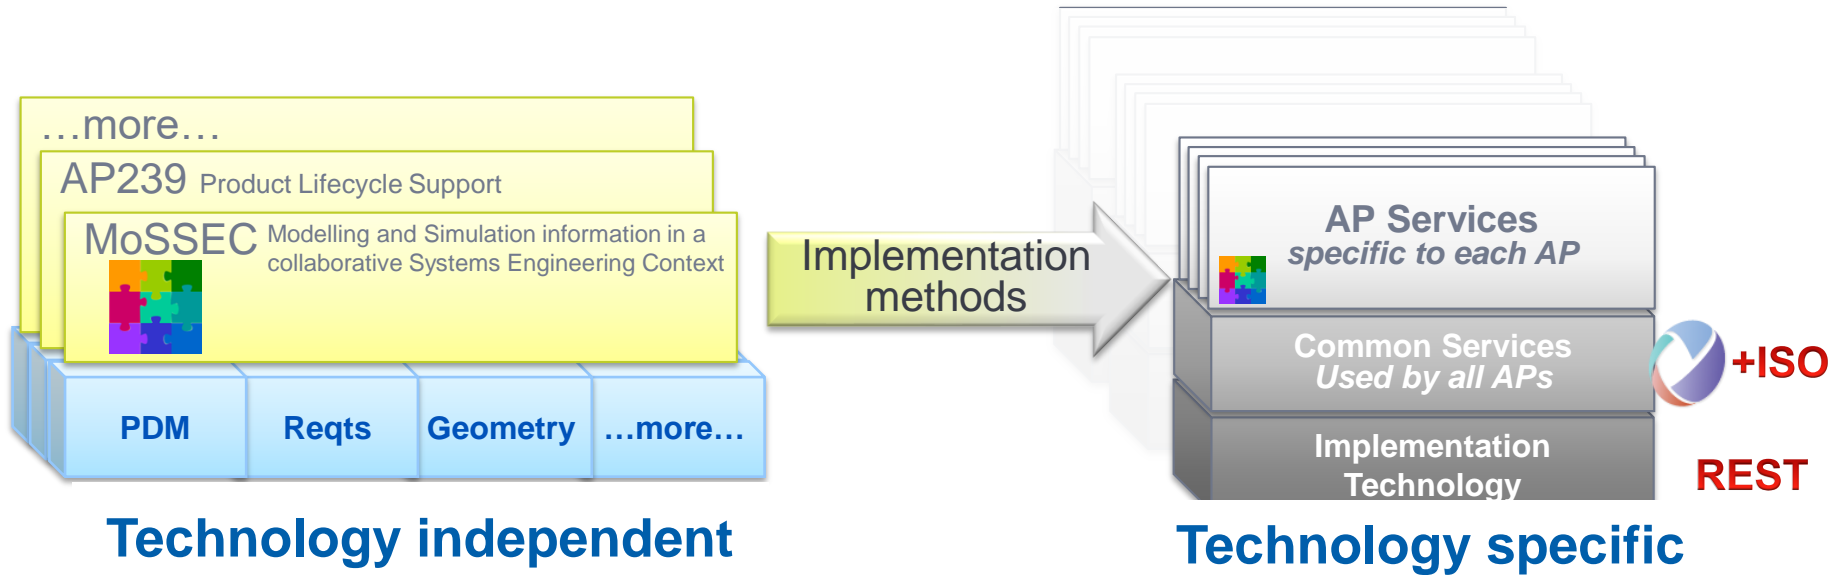 …more…
AP239 Product Lifecycle Support
MoSSEC Modelling and Simulation information in a
collaborative Systems Engineering Context
PDM
Reqts
Geometry
…more…
Technology independent
Implementation
methods
AP Services
specific to each AP
Common Services
Used by all APs
+ISO
Implementation
Technology
REST
Technology specific